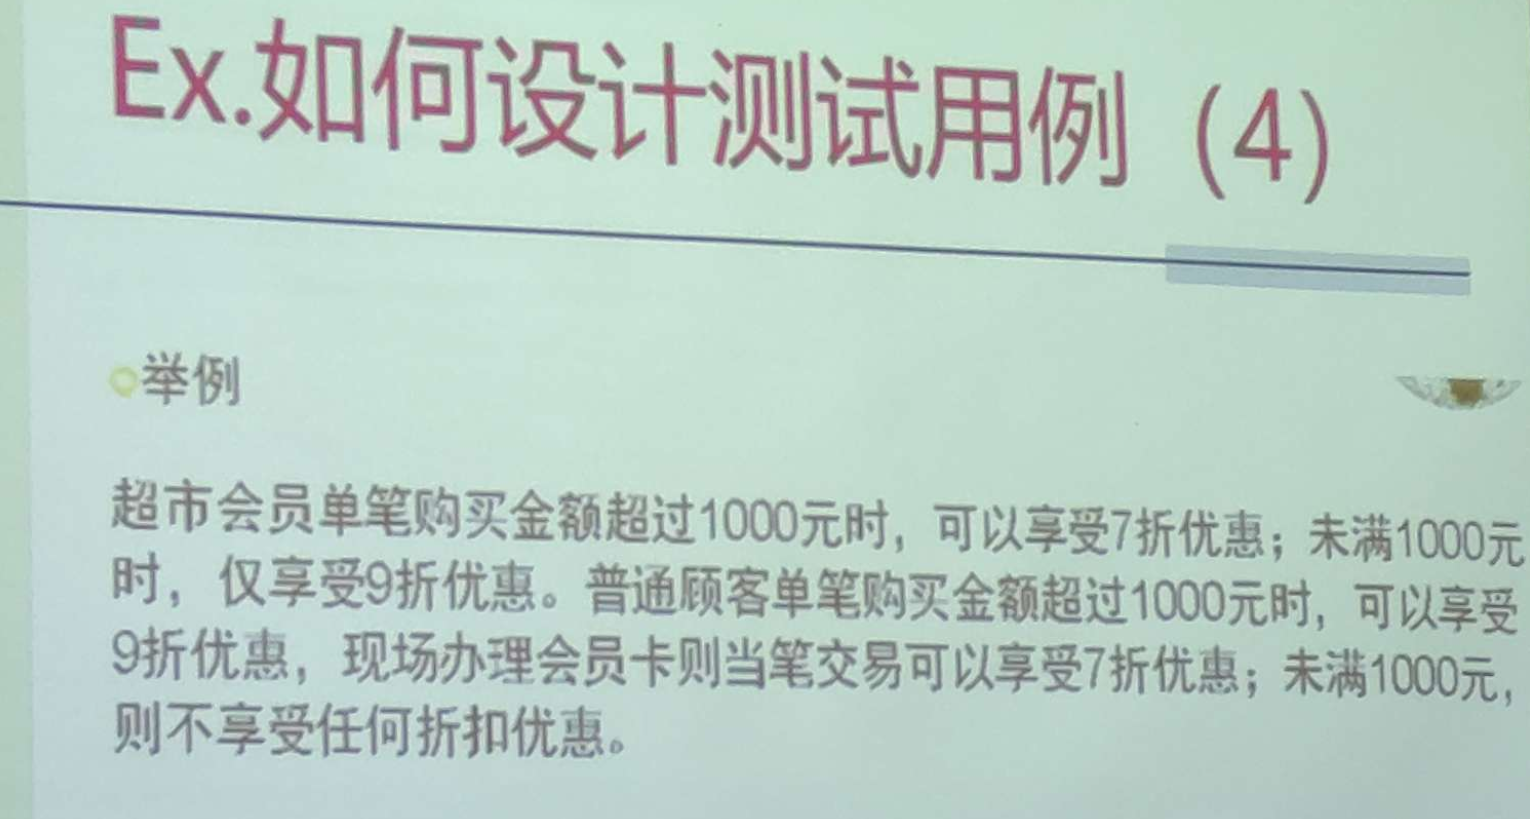 Ex.如何设计测试用例（4）
举例
超市会员单笔购买金额超过1000元时，可以享受7折优惠；未满1000元
时，仅享受9折优惠。普通顾客单笔购买金额超过1000元时，可以享受
9折优惠，现场办理会员卡则当笔交易可以享受7折优惠；未满1000元，
则不享受任何折扣优惠。